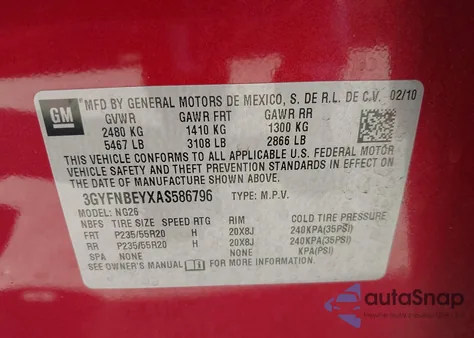 GM
MFD BY GENERAL MOTORS DE MEXICO, S. DE R.L. DE C.V. 02/10
GVWR GAWR FRT GAWR RR
2480 KG 1410 KG 1300 KG
5467 LB 3108 LB 2866 LB
THIS VEHICLE CONFORMS TO ALL APPLICABLE U.S. FEDERAL MOTOR
VEHICLE SAFETY AND THEFT PREVENTION STANDARDS IN
EFFECT ON THE DATE OF MANUFACTURE SHOWN ABOVE.
3GYFNBEYXAS586796 TYPE: M.P.V.
MODEL: NG26
NBFS TIRE SIZE SPEED RTG RIM COLD TIRE PRESSURE
FRT P235/55R20 H 20X8J 240KPA(35PSI)
RR P235/55R20 H 20X8J 240KPA(35PSI)
SPA NONE NONE KPA(PSI)
SEE OWNER'S MANUAL FOR MORE INFORMATION.
autoSnap